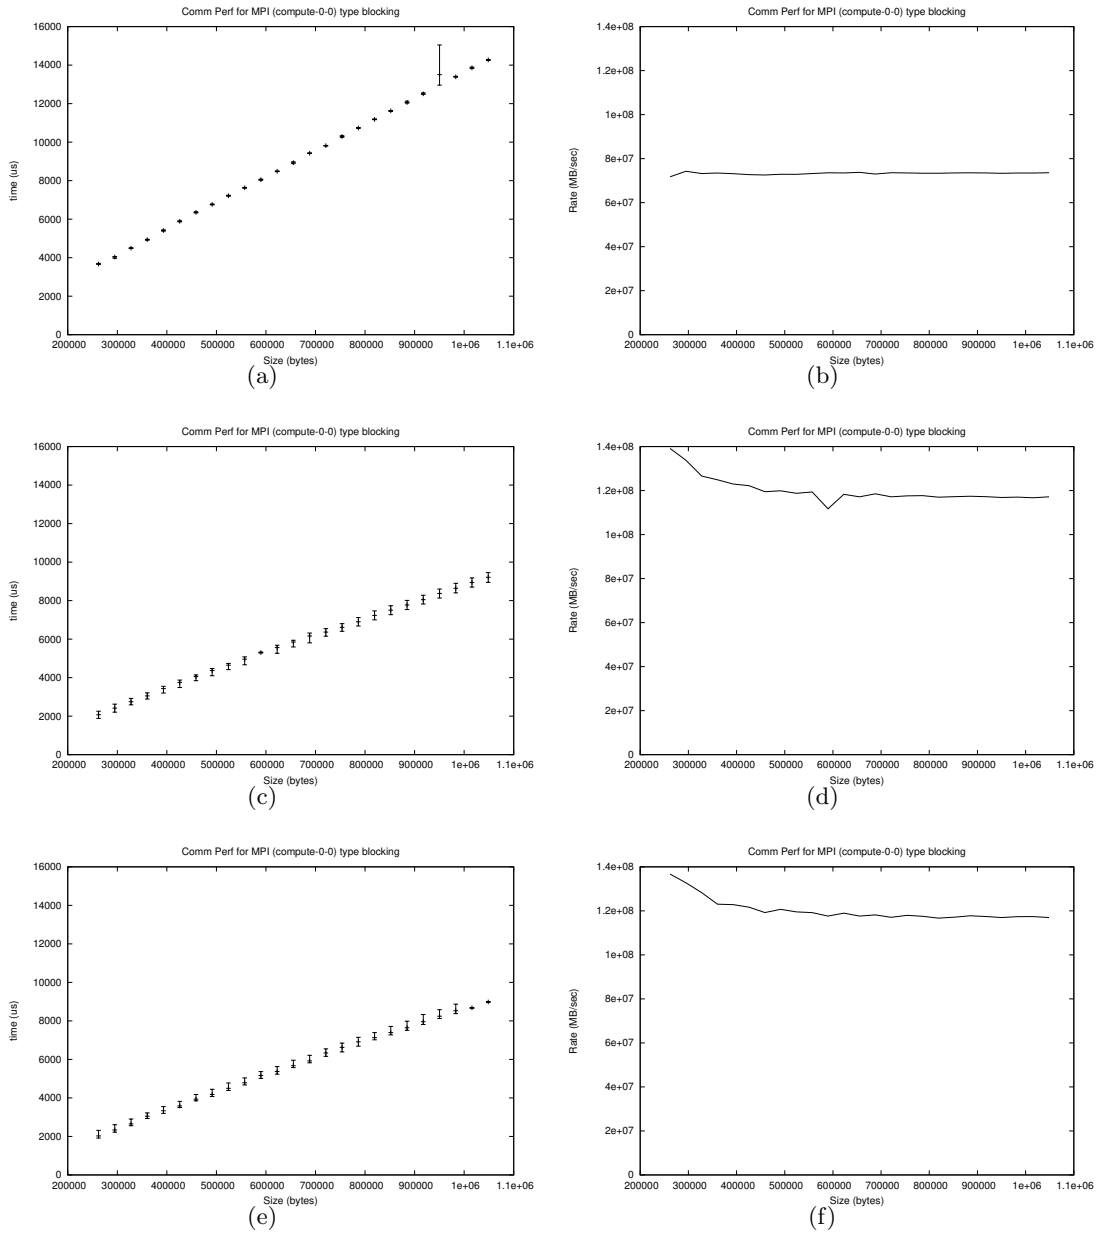 Comm Perf for MPI (compute-0-0) type blocking
16000
14000
12000
10000
8000
6000
4000
2000
0
time (us)
200000 300000 400000 500000 600000 700000 800000 900000 1e+06 1.1e+06
Size (bytes)
(a)
Comm Perf for MPI (compute-0-0) type blocking
1.4e+08
1.2e+08
1e+08
8e+07
6e+07
4e+07
2e+07
0
Rate (MB/sec)
200000 300000 400000 500000 600000 700000 800000 900000 1e+06 1.1e+06
Size (bytes)
(b)
Comm Perf for MPI (compute-0-0) type blocking
16000
14000
12000
10000
8000
6000
4000
2000
0
time (us)
200000 300000 400000 500000 600000 700000 800000 900000 1e+06 1.1e+06
Size (bytes)
(c)
Comm Perf for MPI (compute-0-0) type blocking
1.4e+08
1.2e+08
1e+08
8e+07
6e+07
4e+07
2e+07
0
Rate (MB/sec)
200000 300000 400000 500000 600000 700000 800000 900000 1e+06 1.1e+06
Size (bytes)
(d)
Comm Perf for MPI (compute-0-0) type blocking
16000
14000
12000
10000
8000
6000
4000
2000
0
time (us)
200000 300000 400000 500000 600000 700000 800000 900000 1e+06 1.1e+06
Size (bytes)
(e)
Comm Perf for MPI (compute-0-0) type blocking
1.4e+08
1.2e+08
1e+08
8e+07
6e+07
4e+07
2e+07
0
Rate (MB/sec)
200000 300000 400000 500000 600000 700000 800000 900000 1e+06 1.1e+06
Size (bytes)
(f)